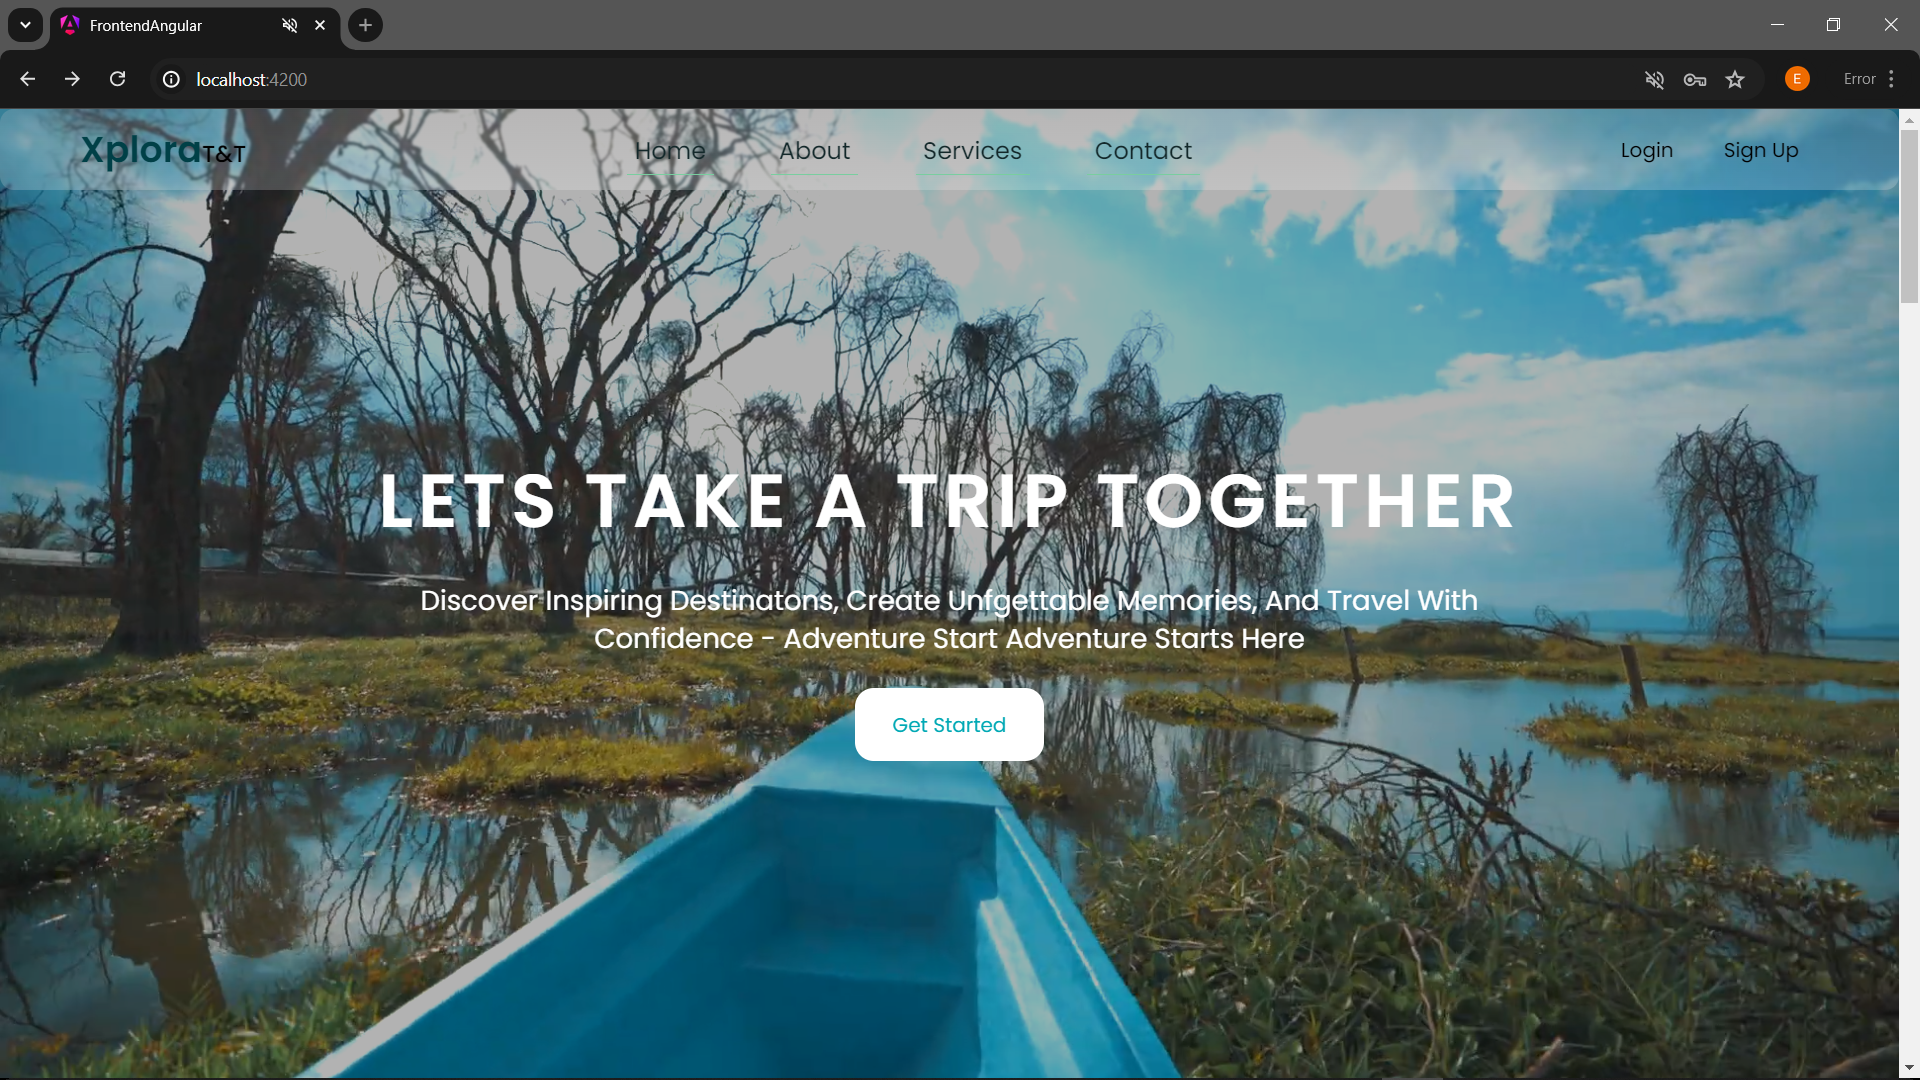 FrontendAngular
localhost:4200
E
Error
XploraT&T
Home
About
Services
Contact
Login
Sign Up
LETS TAKE A TRIP TOGETHER
Discover Inspiring Destinatons, Create Unfgettable Memories, And Travel With
Confidence - Adventure Start Adventure Starts Here
Get Started